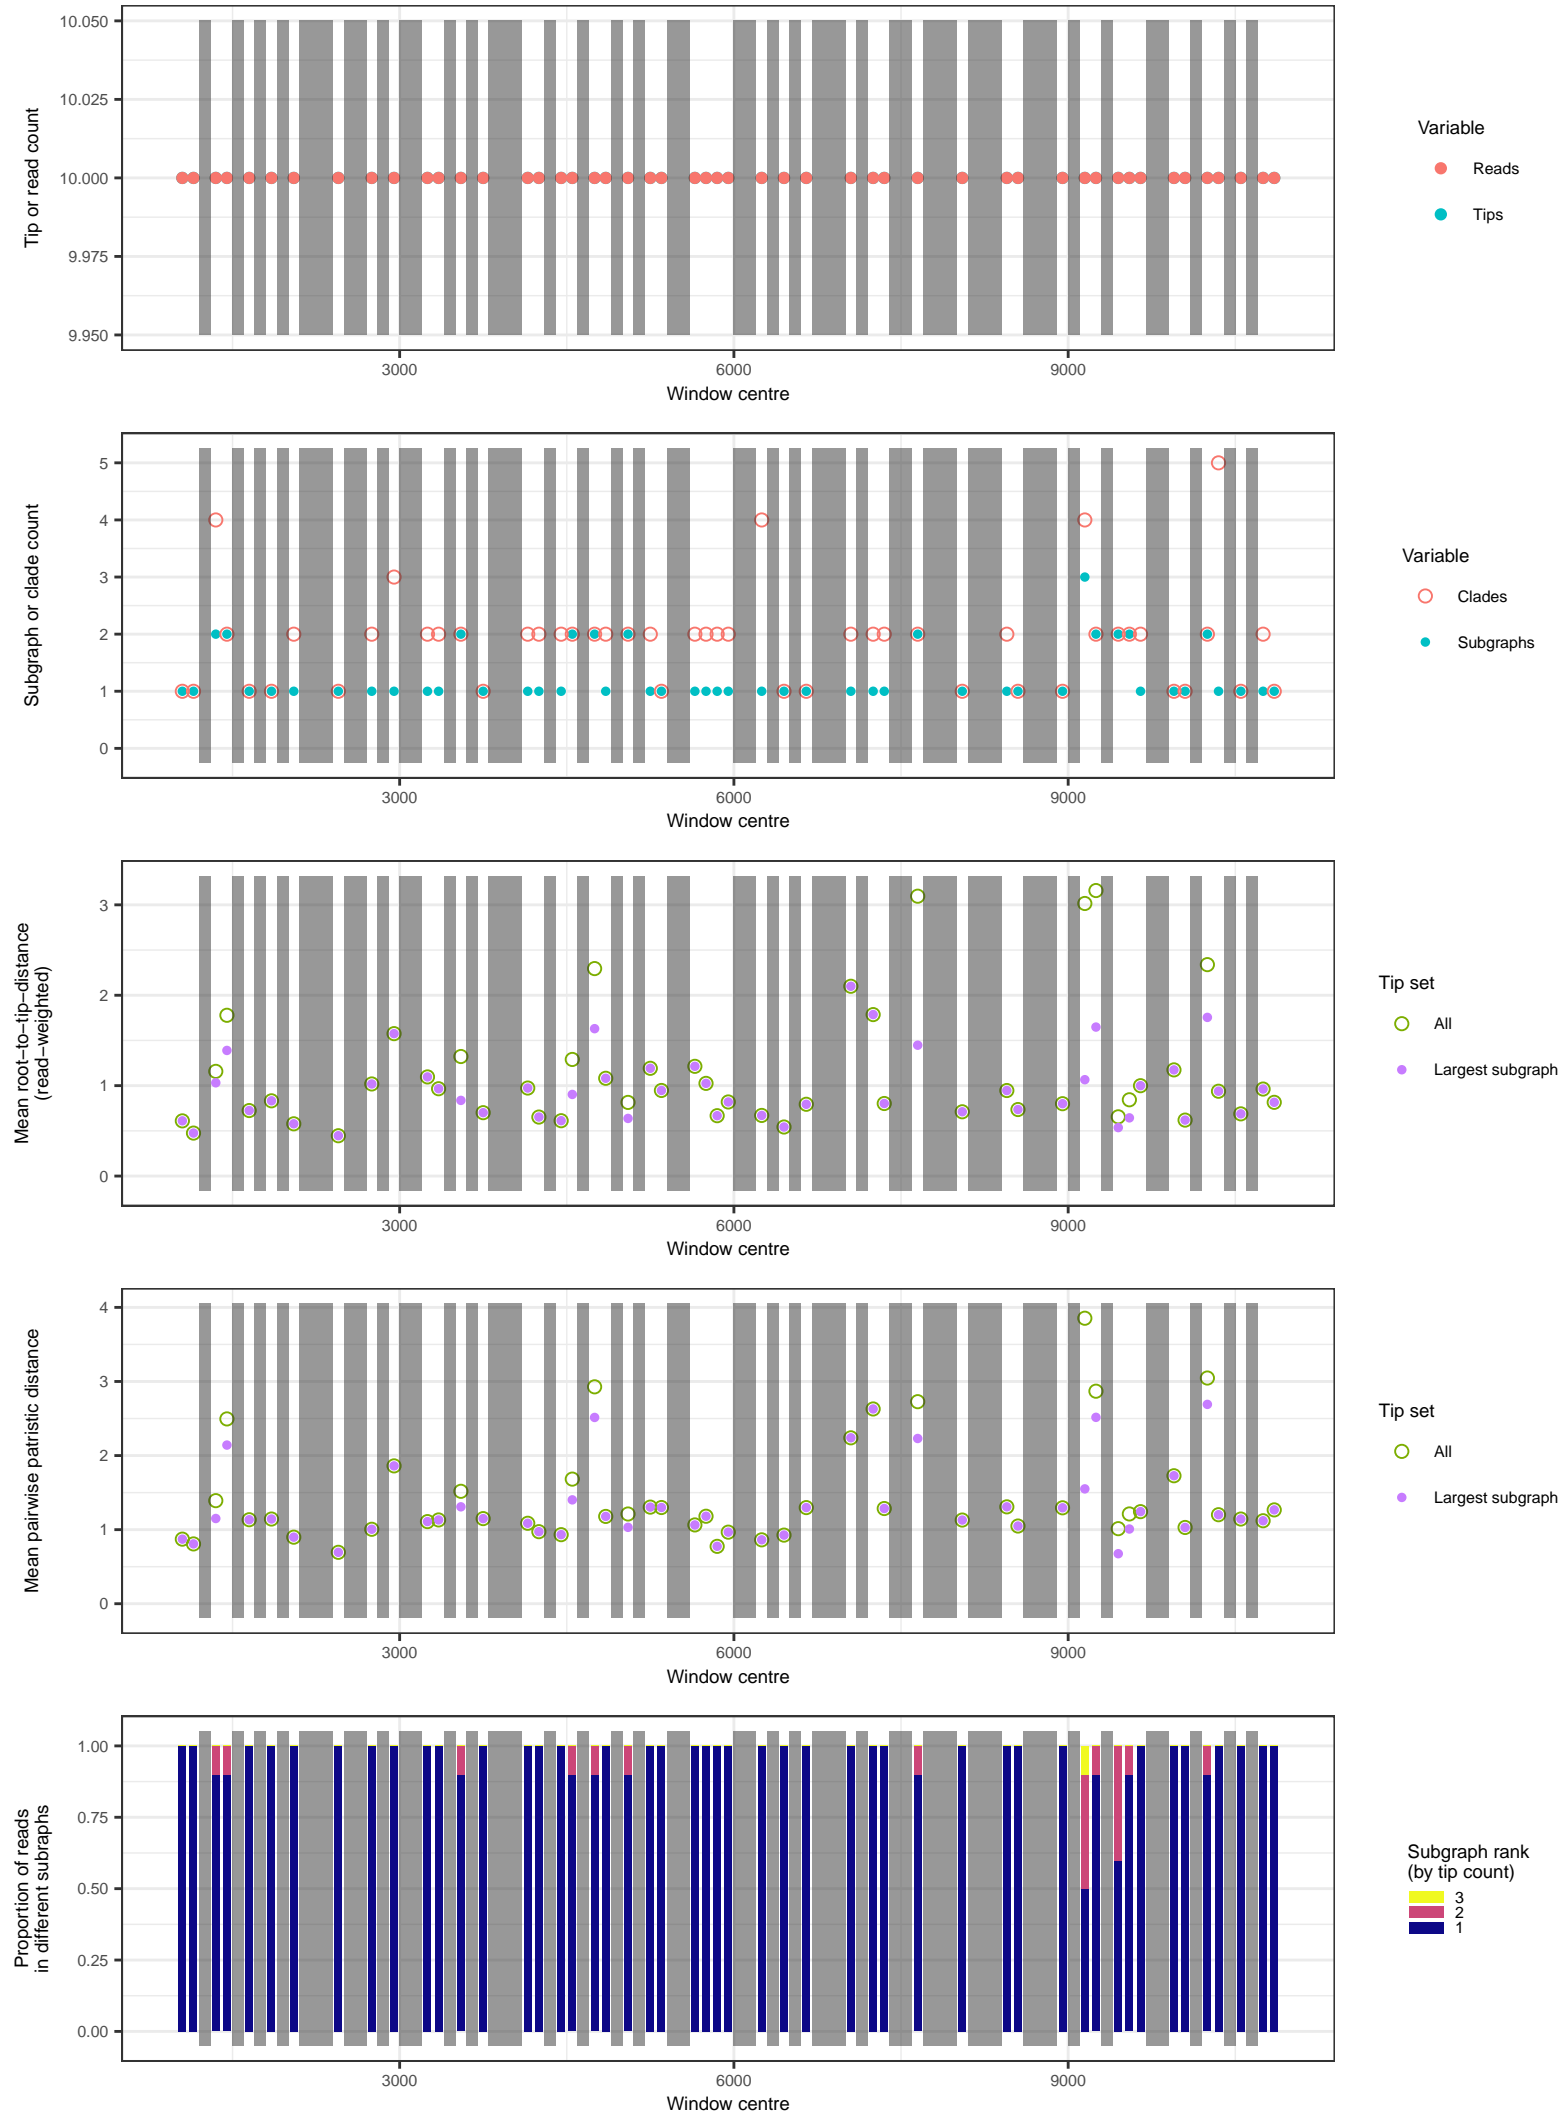 10.050
10.025
10.000
9.975
9.950
Tip or read count
3000
6000
9000
Window centre
Variable
Reads
Tips
5
4
3
2
1
0
Subgraph or clade count
3000
6000
9000
Window centre
Variable
Clades
Subgraphs
3
2
1
0
Mean root−to−tip−distance
(read−weighted)
3000
6000
9000
Window centre
Tip set
All
Largest subgraph
4
3
2
1
0
Mean pairwise patristic distance
3000
6000
9000
Window centre
Tip set
All
Largest subgraph
1.00
0.75
0.50
0.25
0.00
Proportion of reads
in different subraphs
3000
6000
9000
Window centre
Subgraph rank
(by tip count)
3
2
1